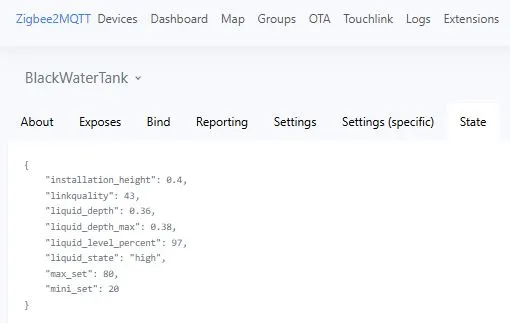 Zigbee2MQTT Devices Dashboard Map Groups OTA Touchlink Logs Extensions
BlackWaterTank
About Exposes Bind Reporting Settings Settings (specific) State
{
    "installation_height": 0.4,
    "linkquality": 43,
    "liquid_depth": 0.36,
    "liquid_depth_max": 0.38,
    "liquid_level_percent": 97,
    "liquid_state": "high",
    "max_set": 80,
    "mini_set": 20
}